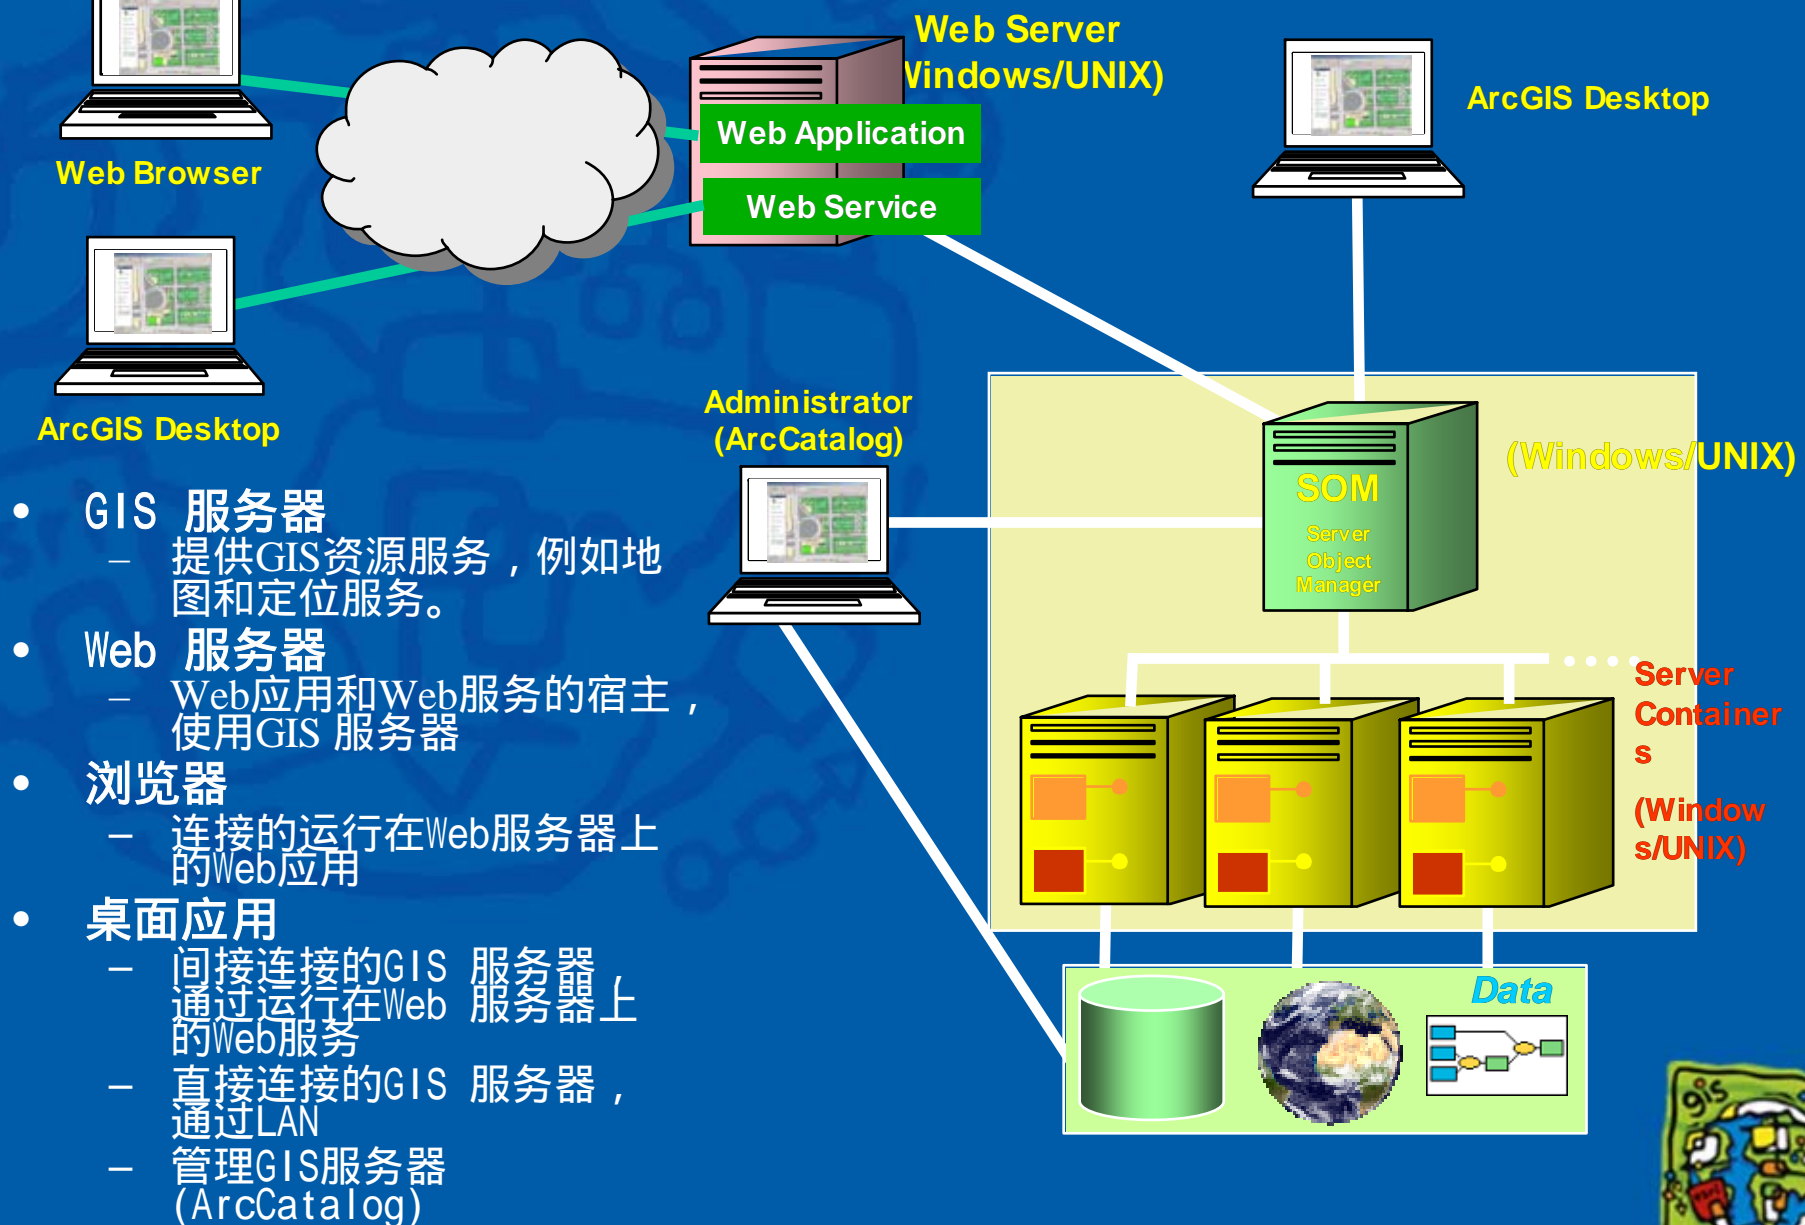 Web Server
Windows/UNIX)
Web Application
Web Service
Web Browser
ArcGIS Desktop
ArcGIS Desktop
Administrator
(ArcCatalog)
(Windows/UNIX)
SOM
Server
Object
Manager
Server
Container
s
(Window
s/UNIX)
Data
• GIS 服务器
– 提供GIS资源服务，例如地
图和定位服务。
• Web 服务器
– Web应用和Web服务的宿主，
使用GIS 服务器
• 浏览器
– 连接的运行在Web服务器上
的Web应用
• 桌面应用
– 间接连接的GIS 服务器，
通过运行在Web 服务器上
的Web服务
– 直接连接的GIS 服务器，
通过LAN
– 管理GIS服务器
(ArcCatalog)
gis